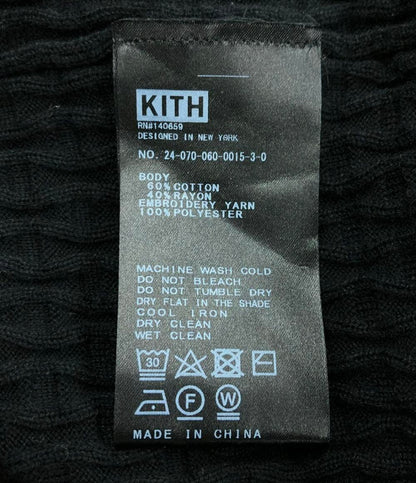 KITH
RN#140659
DESIGNED IN NEW YORK
NO. 24-070-060-0015-3-0
BODY
60% COTTON
40% RAYON
EMBROIDERY YARN
100% POLYESTER
MACHINE WASH COLD
DO NOT BLEACH
DO NOT TUMBLE DRY
DRY FLAT IN THE SHADE
COOL IRON
DRY CLEAN
WET CLEAN
30
F W
MADE IN CHINA